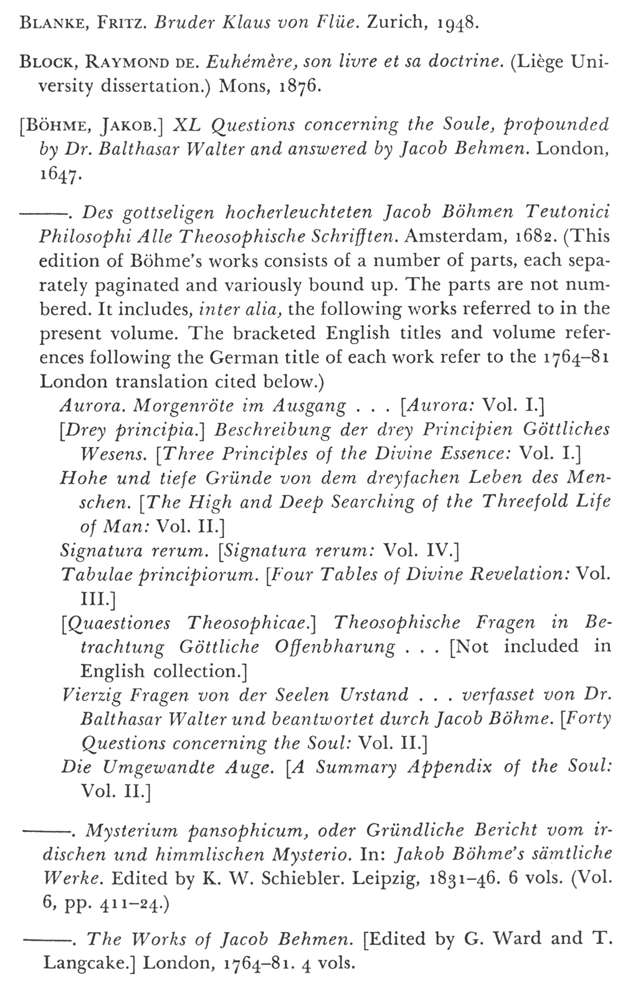 BLANKE, FRITZ. Bruder Klaus von Flüe. Zurich, 1948.
BLOCK, RAYMOND DE. Euhémère, son livre et sa doctrine. (Liège Uni-
versity dissertation.) Mons, 1876.
[BÖHME, JAKOB.] XL Questions concerning the Soule, propounded
by Dr. Balthasar Walter and answered by Jacob Behmen. London,
1647.
———. Des gottseligen hocherleuchteten Jacob Böhmen Teutonici
Philosophi Alle Theosophische Schrifften. Amsterdam, 1682. (This
edition of Böhme's works consists of a number of parts, each sepa-
rately paginated and variously bound up. The parts are not num-
bered. It includes, inter alia, the following works referred to in the
present volume. The bracketed English titles and volume refer-
ences following the German title of each work refer to the 1764–81
London translation cited below.)
Aurora. Morgenröte im Ausgang . . . [Aurora: Vol. I.]
[Drey principia.] Beschreibung der drey Principien Göttliches
Wesens. [Three Principles of the Divine Essence: Vol. I.]
Hohe und tiefe Gründe von dem dreyfachen Leben des Men-
schen. [The High and Deep Searching of the Threefold Life
of Man: Vol. II.]
Signatura rerum. [Signatura rerum: Vol. IV.]
Tabulae principiorum. [Four Tables of Divine Revelation: Vol.
III.]
[Quaestiones Theosophicae.] Theosophische Fragen in Be-
trachtung Göttliche Offenbharung . . . [Not included in
English collection.]
Vierzig Fragen von der Seelen Urstand . . . verfasset von Dr.
Balthasar Walter und beantwortet durch Jacob Böhme. [Forty
Questions concerning the Soul: Vol. II.]
Die Umgewandte Auge. [A Summary Appendix of the Soul:
Vol. II.]
———. Mysterium pansophicum, oder Gründliche Bericht vom ir-
dischen und himmlischen Mysterio. In: Jakob Böhme's sämtliche
Werke. Edited by K. W. Schiebler. Leipzig, 1831–46. 6 vols. (Vol.
6, pp. 411–24.)
———. The Works of Jacob Behmen. [Edited by G. Ward and T.
Langcake.] London, 1764–81. 4 vols.